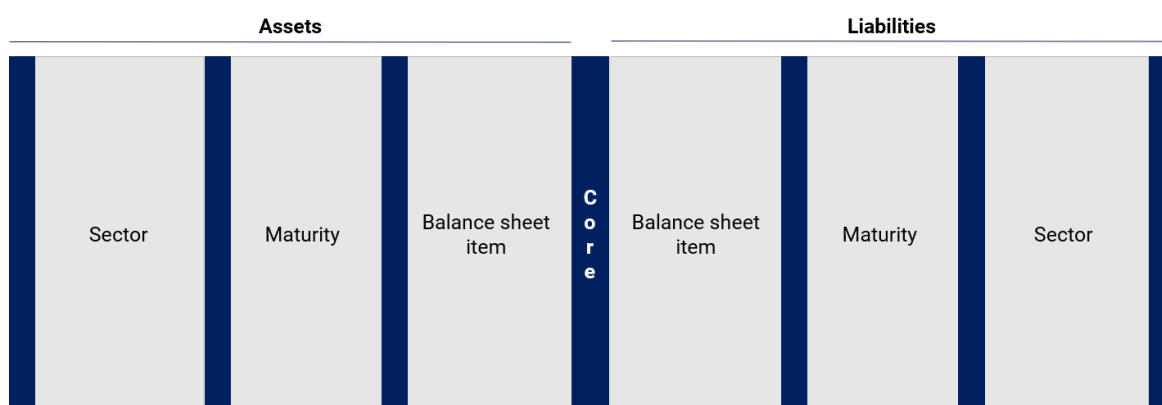 Assets
Liabilities
Sector
Maturity
Balance sheet
item
C
o
r
e
Balance sheet
item
Maturity
Sector